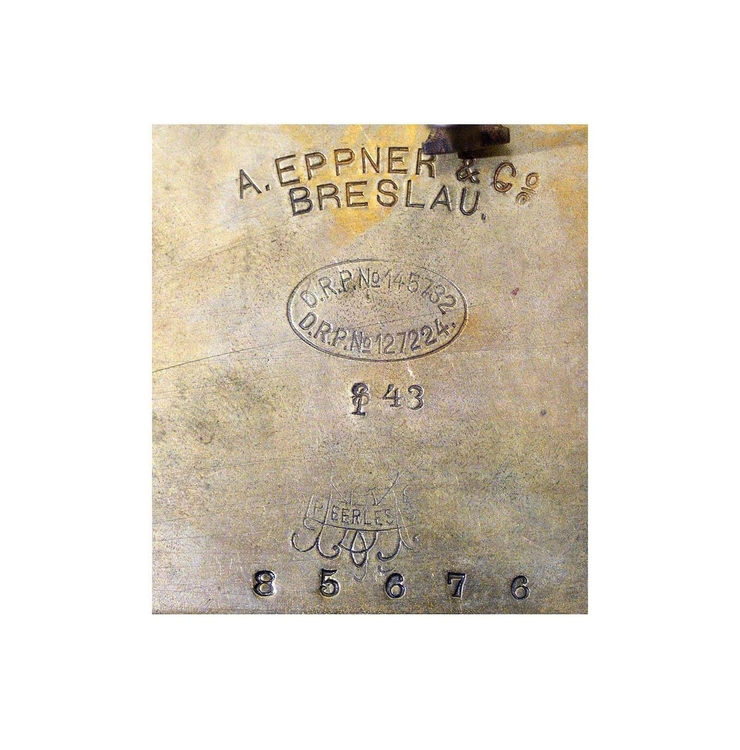 A. EPPNER & Co
BRESLAU.
D.R.P. No 145732
D.R.P. No 127224.
43
PEERLES
8 5 6 7 6